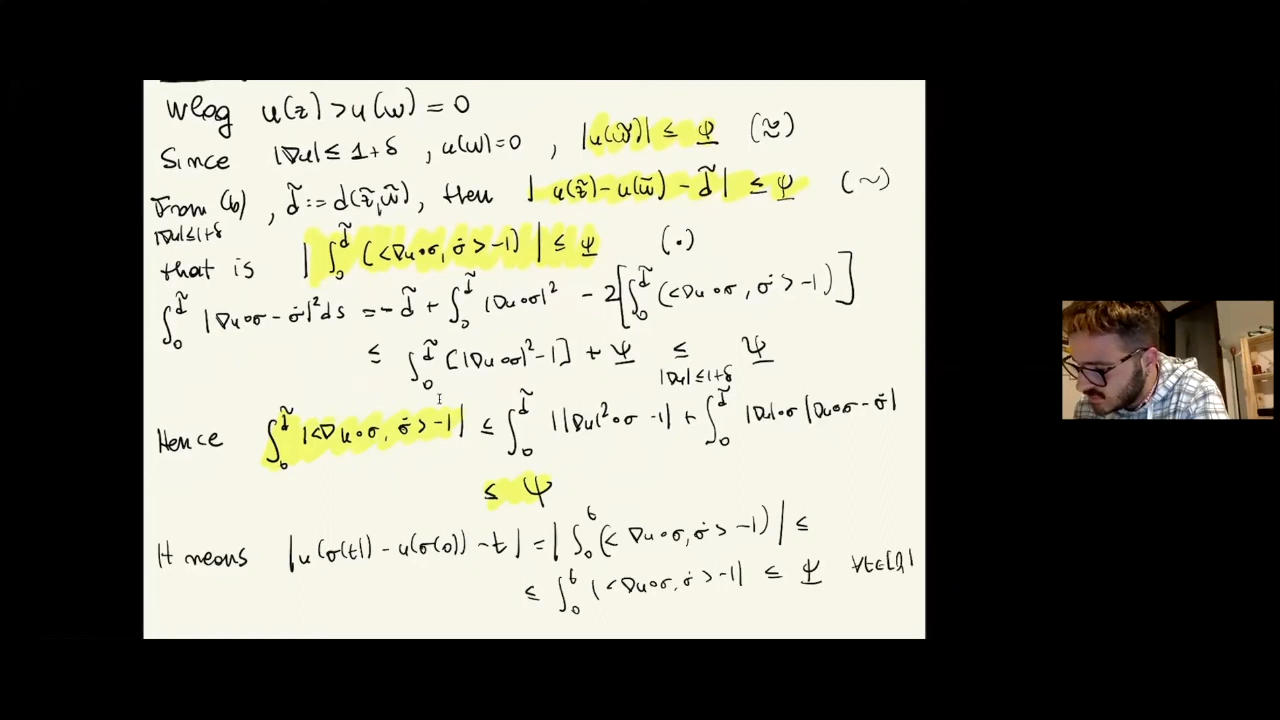 Wlog u(z) > u(w) = 0
Since |∇u| ≤ 1+δ , u(w)=0 , |u(w̃)| ≤ Ψ (≈)
From (b) , d̃ := d(z̃,w̃) , then | u(z̃) - u(w̃) - d̃ | ≤ Ψ (~)
|∇u| ≤ 1+δ
that is | ∫₀^d̃ (<∇u∘σ, σ̇> -1) | ≤ Ψ (·)
∫₀^d̃ |∇u∘σ - σ̇|² ds = - d̃ + ∫₀^d̃ |∇u∘σ|² - 2[ ∫₀^d̃ (<∇u∘σ, σ̇> -1) ]
≤ ∫₀^d̃ [|∇u∘σ|² -1] + Ψ ≤ Ψ
|∇u| ≤ 1+δ
Hence ∫₀^d̃ |<∇u∘σ, σ̇> -1| ≤ ∫₀^d̃ ||∇u|²∘σ -1| + ∫₀^d̃ |∇u|∘σ |∇u∘σ - σ̇|
≤ Ψ
It means |u(σ(t)) - u(σ(0)) - t| = | ∫₀^t (<∇u∘σ, σ̇> -1) | ≤
≤ ∫₀^t |<∇u∘σ, σ̇> -1| ≤ Ψ ∀t∈